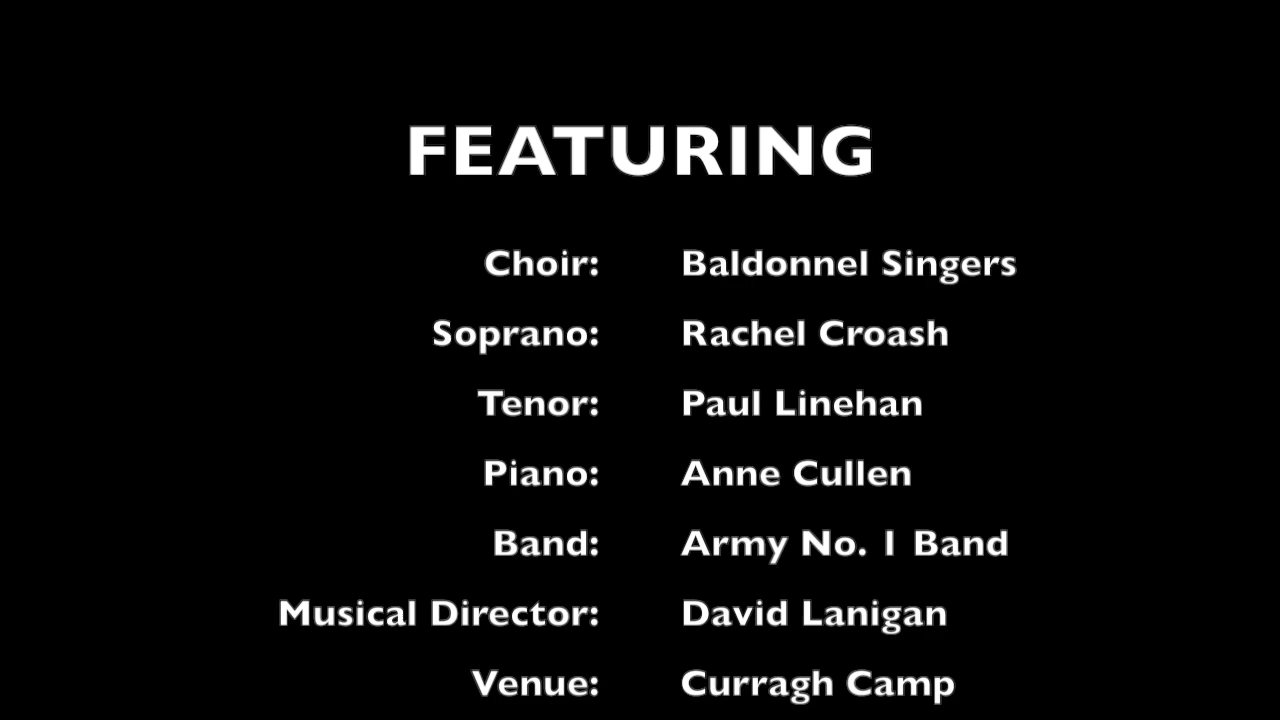 FEATURING
Choir: Baldonnel Singers
Soprano: Rachel Croash
Tenor: Paul Linehan
Piano: Anne Cullen
Band: Army No. 1 Band
Musical Director: David Lanigan
Venue: Curragh Camp